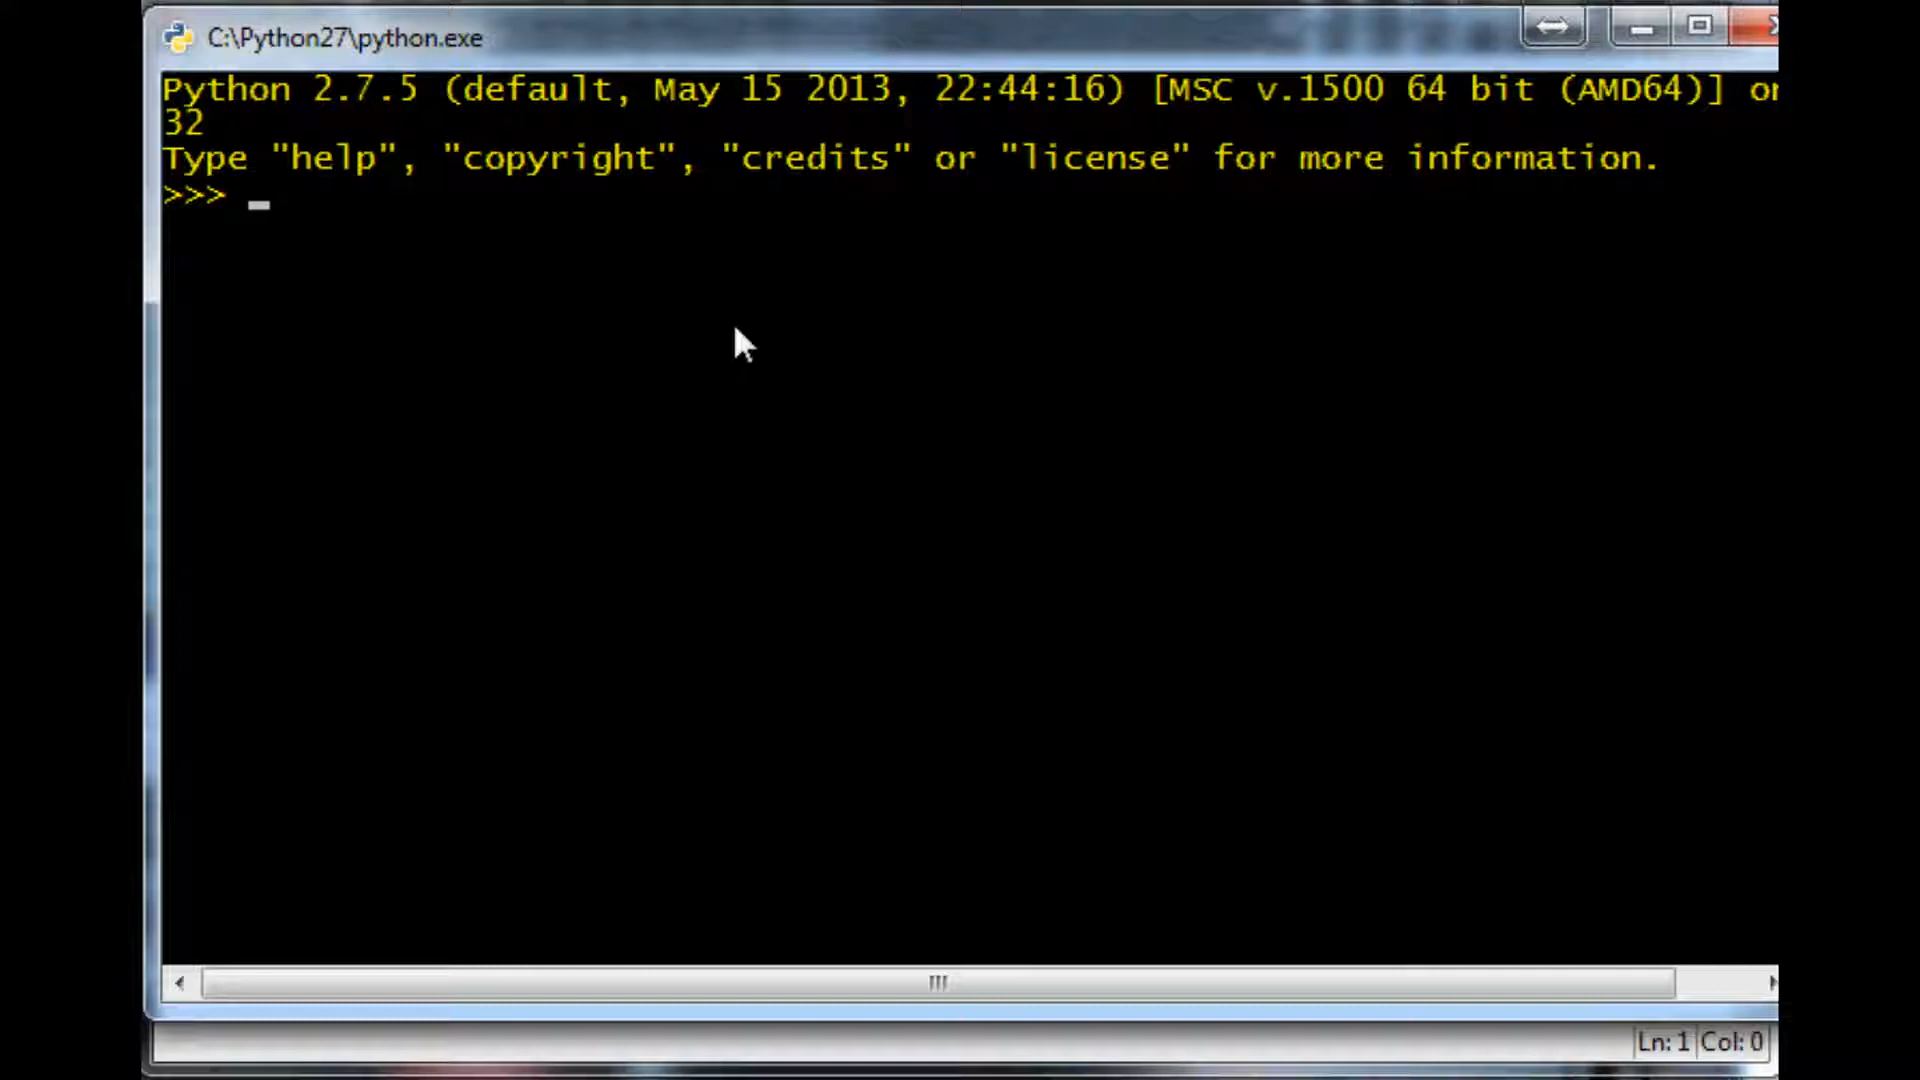 C:\Python27\python.exe
Python 2.7.5 (default, May 15 2013, 22:44:16) [MSC v.1500 64 bit (AMD64)] on
32
Type "help", "copyright", "credits" or "license" for more information.
>>> _
Ln: 1 Col: 0